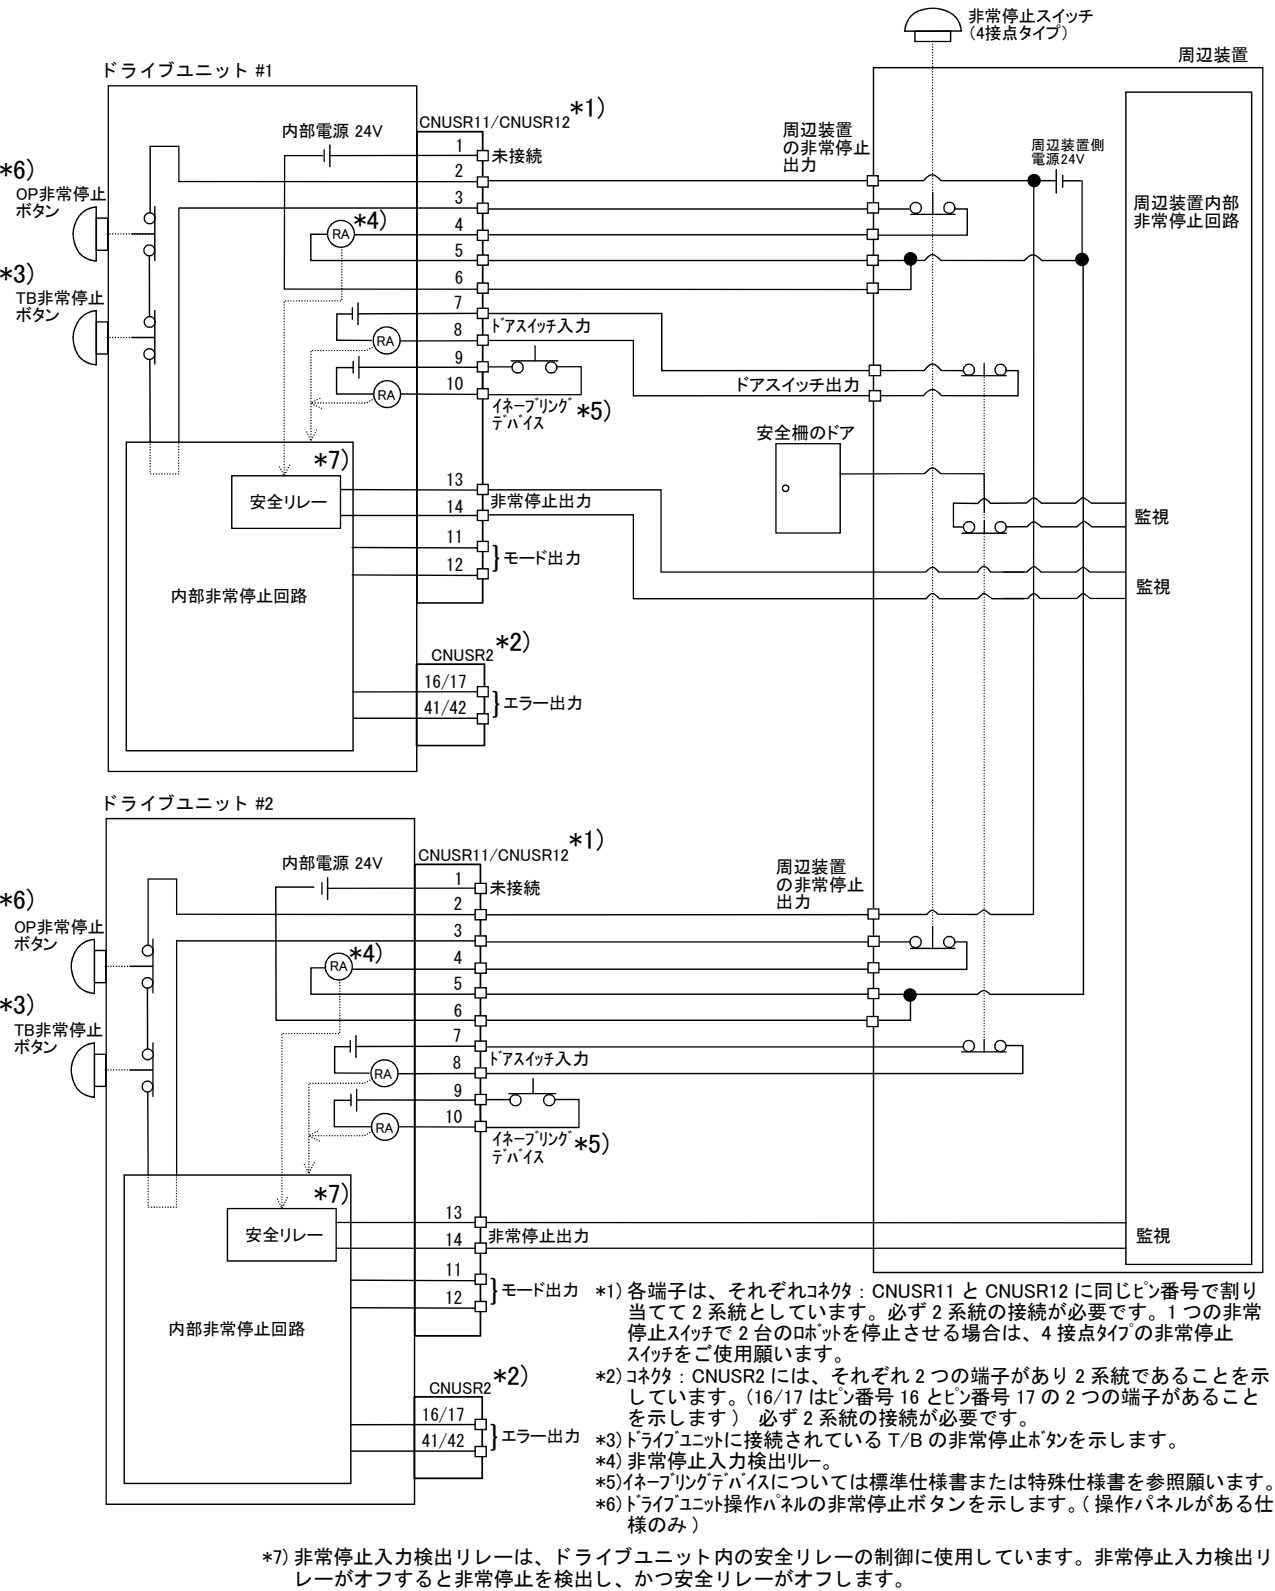 非常停止スイッチ
(4接点タイプ)
周辺装置
ドライブユニット #1
CNUSR11/CNUSR12 *1)
内部電源 24V
周辺装置
の非常停止
出力
周辺装置側
電源24V
周辺装置内部
非常停止回路
*6)
OP非常停止
ボタン
*3)
TB非常停止
ボタン
1
未接続
2
3
RA
*4)
4
5
6
7
ドアスイッチ入力
8
RA
9
10
RA
イネーブリング
デバイス
*5)
ドアスイッチ出力
安全柵のドア
*7)
安全リレー
13
非常停止出力
14
11
モード出力
12
監視
監視
内部非常停止回路
CNUSR2 *2)
16/17
エラー出力
41/42
ドライブユニット #2
CNUSR11/CNUSR12 *1)
内部電源 24V
周辺装置
の非常停止
出力
*6)
OP非常停止
ボタン
*3)
TB非常停止
ボタン
1
未接続
2
3
RA
*4)
4
5
6
7
ドアスイッチ入力
8
RA
9
10
RA
イネーブリング
デバイス
*5)
*7)
安全リレー
13
非常停止出力
14
11
モード出力
12
監視
内部非常停止回路
CNUSR2 *2)
16/17
エラー出力
41/42
*1) 各端子は、それぞれコネクタ：CNUSR11 と CNUSR12 に同じピン番号で割り
当てて 2 系統としています。必ず 2 系統の接続が必要です。1 つの非常
停止スイッチで 2 台のロボットを停止させる場合は、4 接点タイプの非常停止
スイッチをご使用願います。
*2) コネクタ：CNUSR2 には、それぞれ 2 つの端子があり 2 系統であることを示
しています。(16/17 はピン番号 16 とピン番号 17 の 2 つの端子があること
を示します） 必ず 2 系統の接続が必要です。
*3) ドライブユニットに接続されている T/B の非常停止ボタンを示します。
*4) 非常停止入力検出リレー。
*5)イネーブリングデバイスについては標準仕様書または特殊仕様書を参照願います。
*6)ドライブユニット操作パネルの非常停止ボタンを示します。( 操作パネルがある仕
様のみ )
*7) 非常停止入力検出リレーは、ドライブユニット内の安全リレーの制御に使用しています。非常停止入力検出リ
レーがオフすると非常停止を検出し、かつ安全リレーがオフします。